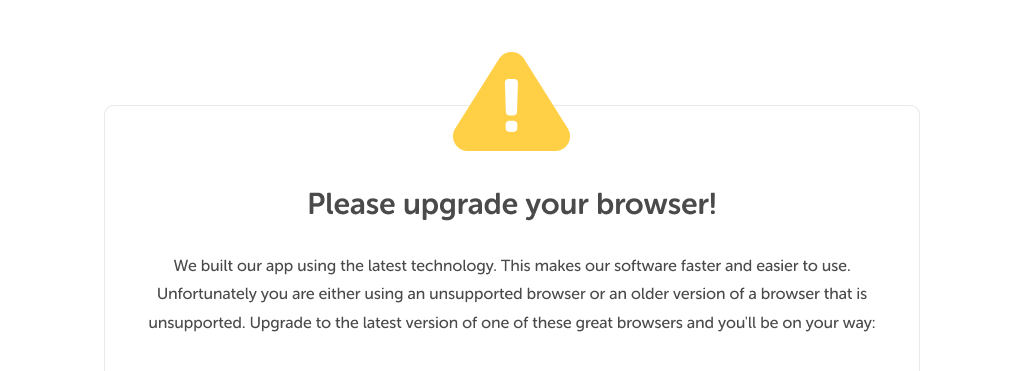 Please upgrade your browser!
We built our app using the latest technology. This makes our software faster and easier to use.
Unfortunately you are either using an unsupported browser or an older version of a browser that is
unsupported. Upgrade to the latest version of one of these great browsers and you'll be on your way: